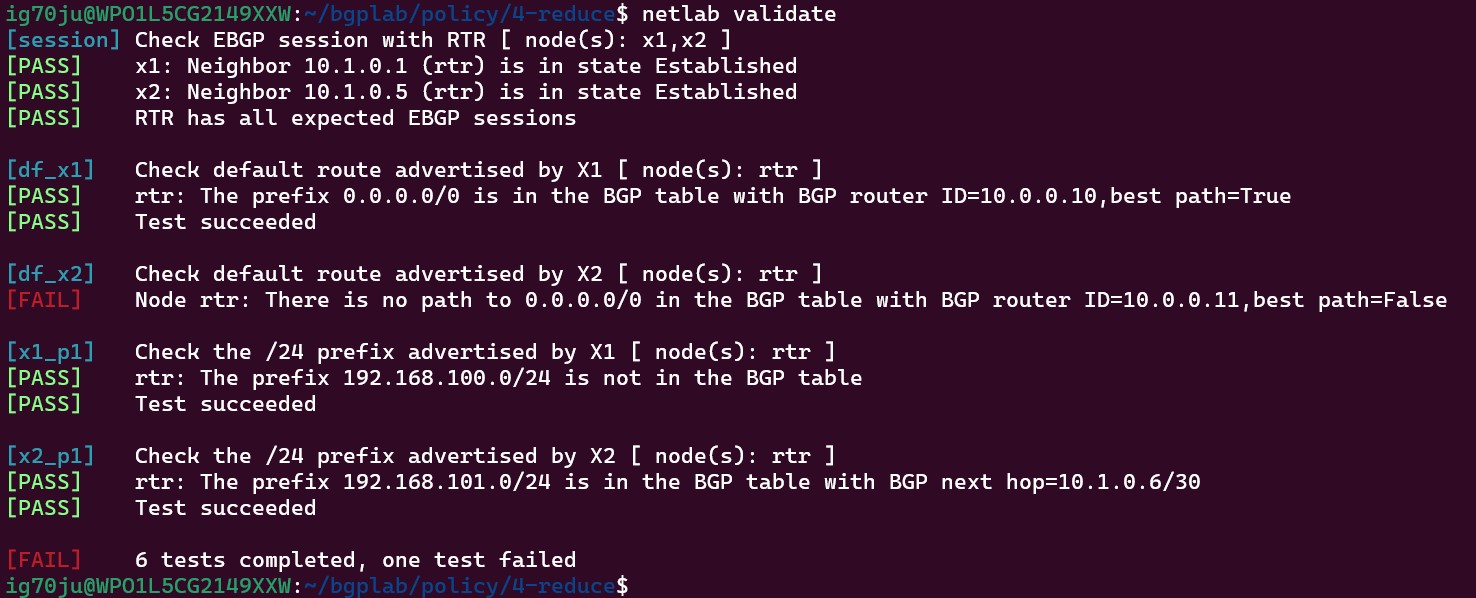 ig70ju@WPO1L5CG2149XXW:~/bgplab/policy/4-reduce$ netlab validate
[session] Check EBGP session with RTR [ node(s): x1,x2 ]
[PASS] x1: Neighbor 10.1.0.1 (rtr) is in state Established
[PASS] x2: Neighbor 10.1.0.5 (rtr) is in state Established
[PASS] RTR has all expected EBGP sessions
[df_x1] Check default route advertised by X1 [ node(s): rtr ]
[PASS] rtr: The prefix 0.0.0.0/0 is in the BGP table with BGP router ID=10.0.0.10,best path=True
[PASS] Test succeeded
[df_x2] Check default route advertised by X2 [ node(s): rtr ]
[FAIL] Node rtr: There is no path to 0.0.0.0/0 in the BGP table with BGP router ID=10.0.0.11,best path=False
[x1_p1] Check the /24 prefix advertised by X1 [ node(s): rtr ]
[PASS] rtr: The prefix 192.168.100.0/24 is not in the BGP table
[PASS] Test succeeded
[x2_p1] Check the /24 prefix advertised by X2 [ node(s): rtr ]
[PASS] rtr: The prefix 192.168.101.0/24 is in the BGP table with BGP next hop=10.1.0.6/30
[PASS] Test succeeded
[FAIL] 6 tests completed, one test failed
ig70ju@WPO1L5CG2149XXW:~/bgplab/policy/4-reduce$